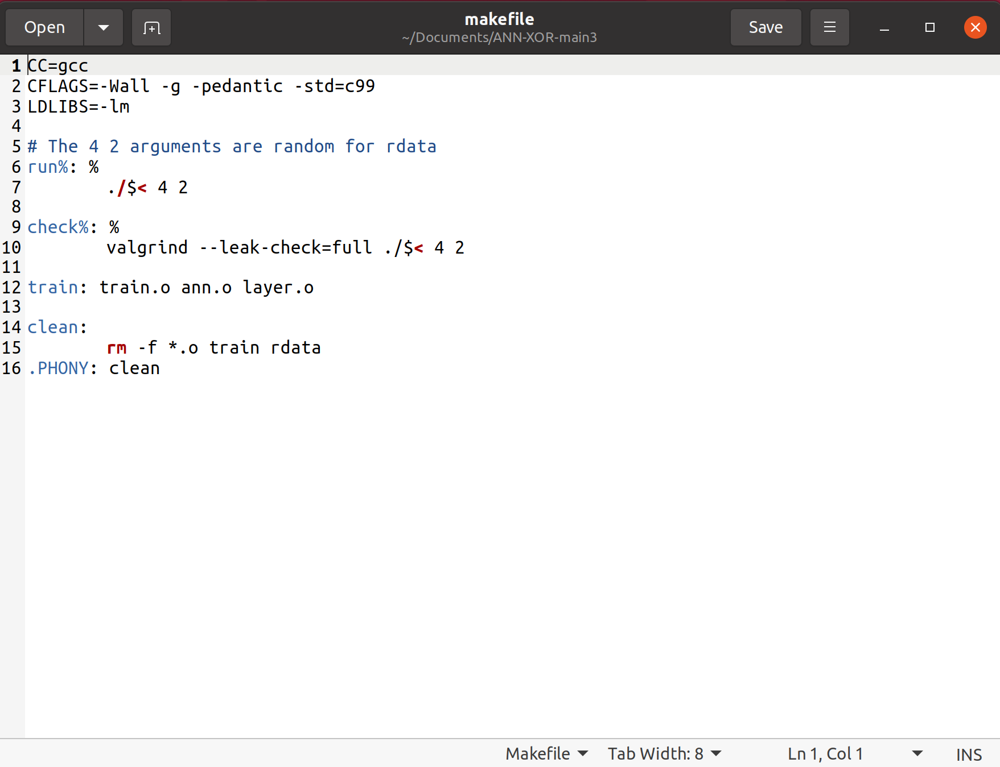 Open
makefile
~/Documents/ANN-XOR-main3
Save
1 CC=gcc
2 CFLAGS=-Wall -g -pedantic -std=c99
3 LDLIBS=-lm
4
5 # The 4 2 arguments are random for rdata
6 run%: %
7         ./$< 4 2
8
9 check%: %
10         valgrind --leak-check=full ./$< 4 2
11
12 train: train.o ann.o layer.o
13
14 clean:
15         rm -f *.o train rdata
16 .PHONY: clean
Makefile
Tab Width: 8
Ln 1, Col 1
INS